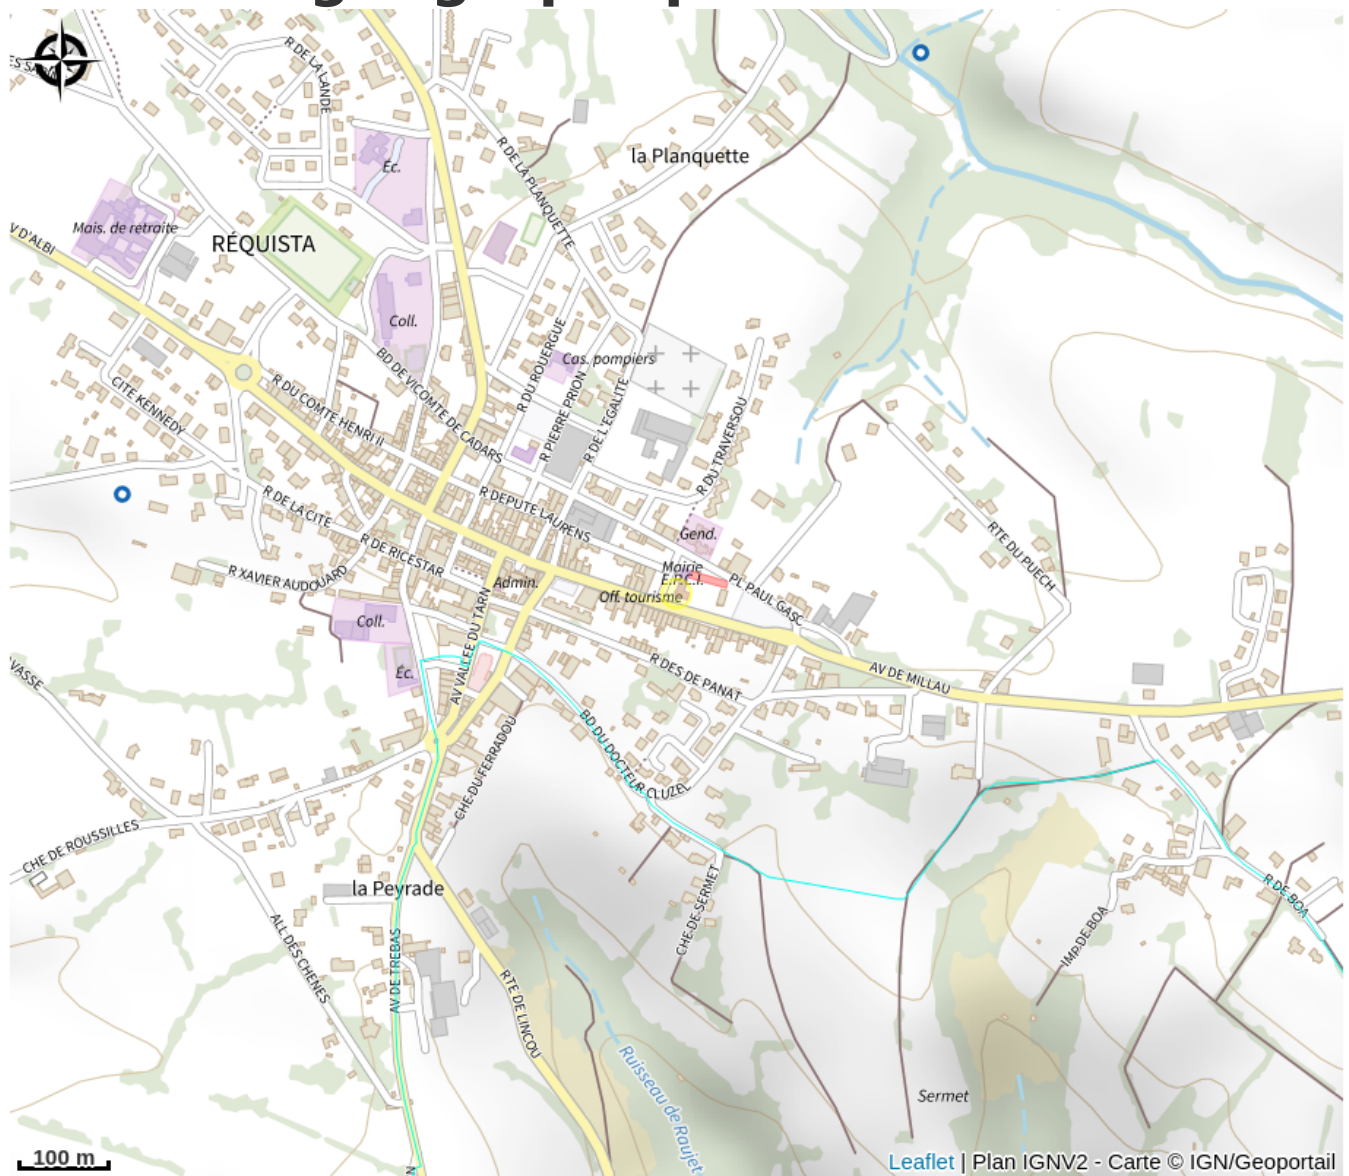 R DE LA LANDE
R DE LA PLANQUETTE
la Planquette
Éc.
Mais. de retraite
V D'ALBI
RÉQUISTA
Coll.
BD DE VICOMTE DE CADARS
R DU ROUERGUE
Cas. pompiers
R PIERRE PRION
R DE L'EGALITE
R DU TRAVERSOU
CITE KENNEDY
R DU COMTE HENRI II
R DE LA CITE
R DEPUTE LAURENS
R DE RICESTAR
R XAVIER AUDOUARD
Gend.
Mairie
E.P.C.I.
Off. tourisme
PL PAUL GASC
RTE DU PUECH
Admin.
Coll.
Éc.
AV VALLEE DU TARN
R DES DE PANAT
AV DE MILLAU
VASSE
BD DU DOCTEUR CLUZEL
CHE DU FERRADOU
CHE DE ROUSSILLES
la Peyrade
CHE DE SERMET
R DE BOA
IMP DE BOA
ALL DES CHENES
AV DE TREBAS
RTE DE LINCOU
Ruisseau de Raujet
Sermet
N
100 m
Leaflet | Plan IGNV2 - Carte © IGN/Geoportail